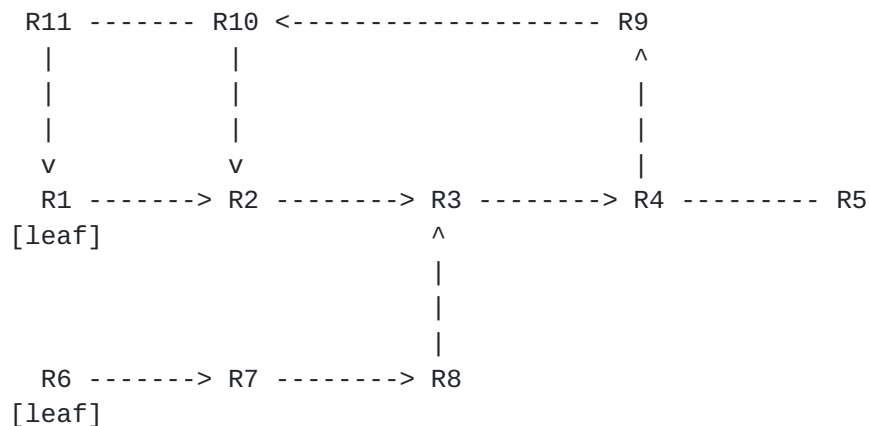 R11 ------- R10 <-------------------- R9
| | ^
| | |
| | |
v v |
R1 -------> R2 --------> R3 --------> R4 --------- R5
[leaf] ^
|
|
|
R6 -------> R7 --------> R8
[leaf]